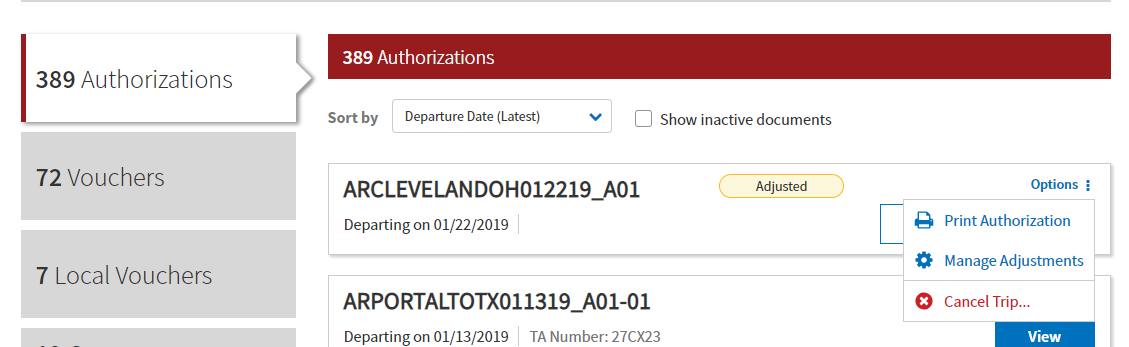 389 Authorizations
72 Vouchers
7 Local Vouchers
389 Authorizations
Sort by Departure Date (Latest) Show inactive documents
ARCLEVELANDOH012219_A01 Adjusted Options
Departing on 01/22/2019
Print Authorization
Manage Adjustments
Cancel Trip...
ARPORTALTOTX011319_A01-01
Departing on 01/13/2019 TA Number: 27CX23 View